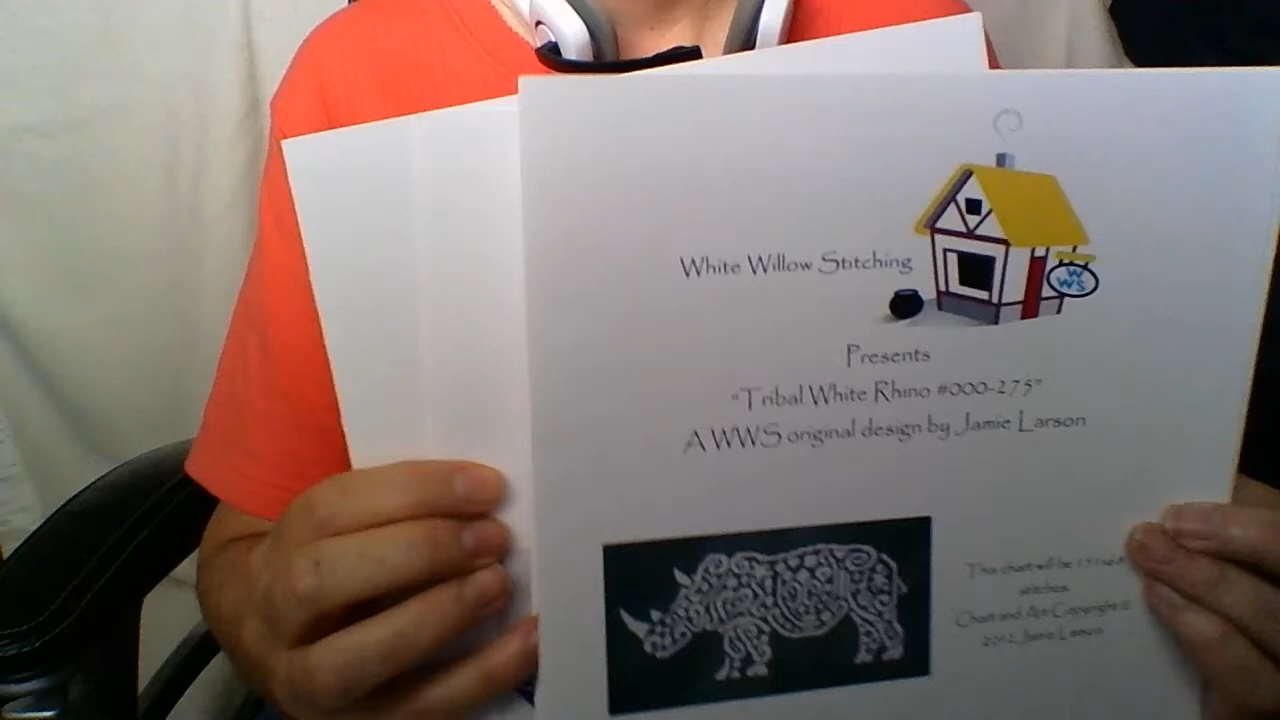 White Willow Stitching
W
WS
Presents
"Tribal White Rhino #000-275"
A WWS original design by Jamie Larson
This chart will be
stitches.
Chart and Art Copyright ©
2012 Jamie Larson